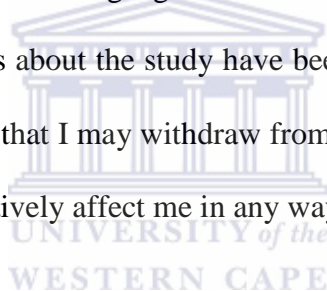 s about the study have bee
that I may withdraw from
tively affect me in any way
UNIVERSITY of the
WESTERN CAPE